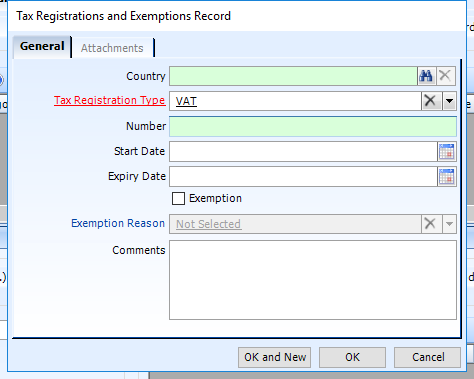 Tax Registrations and Exemptions Record
General Attachments
Country
Tax Registration Type VAT
Number
Start Date
Expiry Date
Exemption
Exemption Reason Not Selected
Comments
OK and New OK Cancel